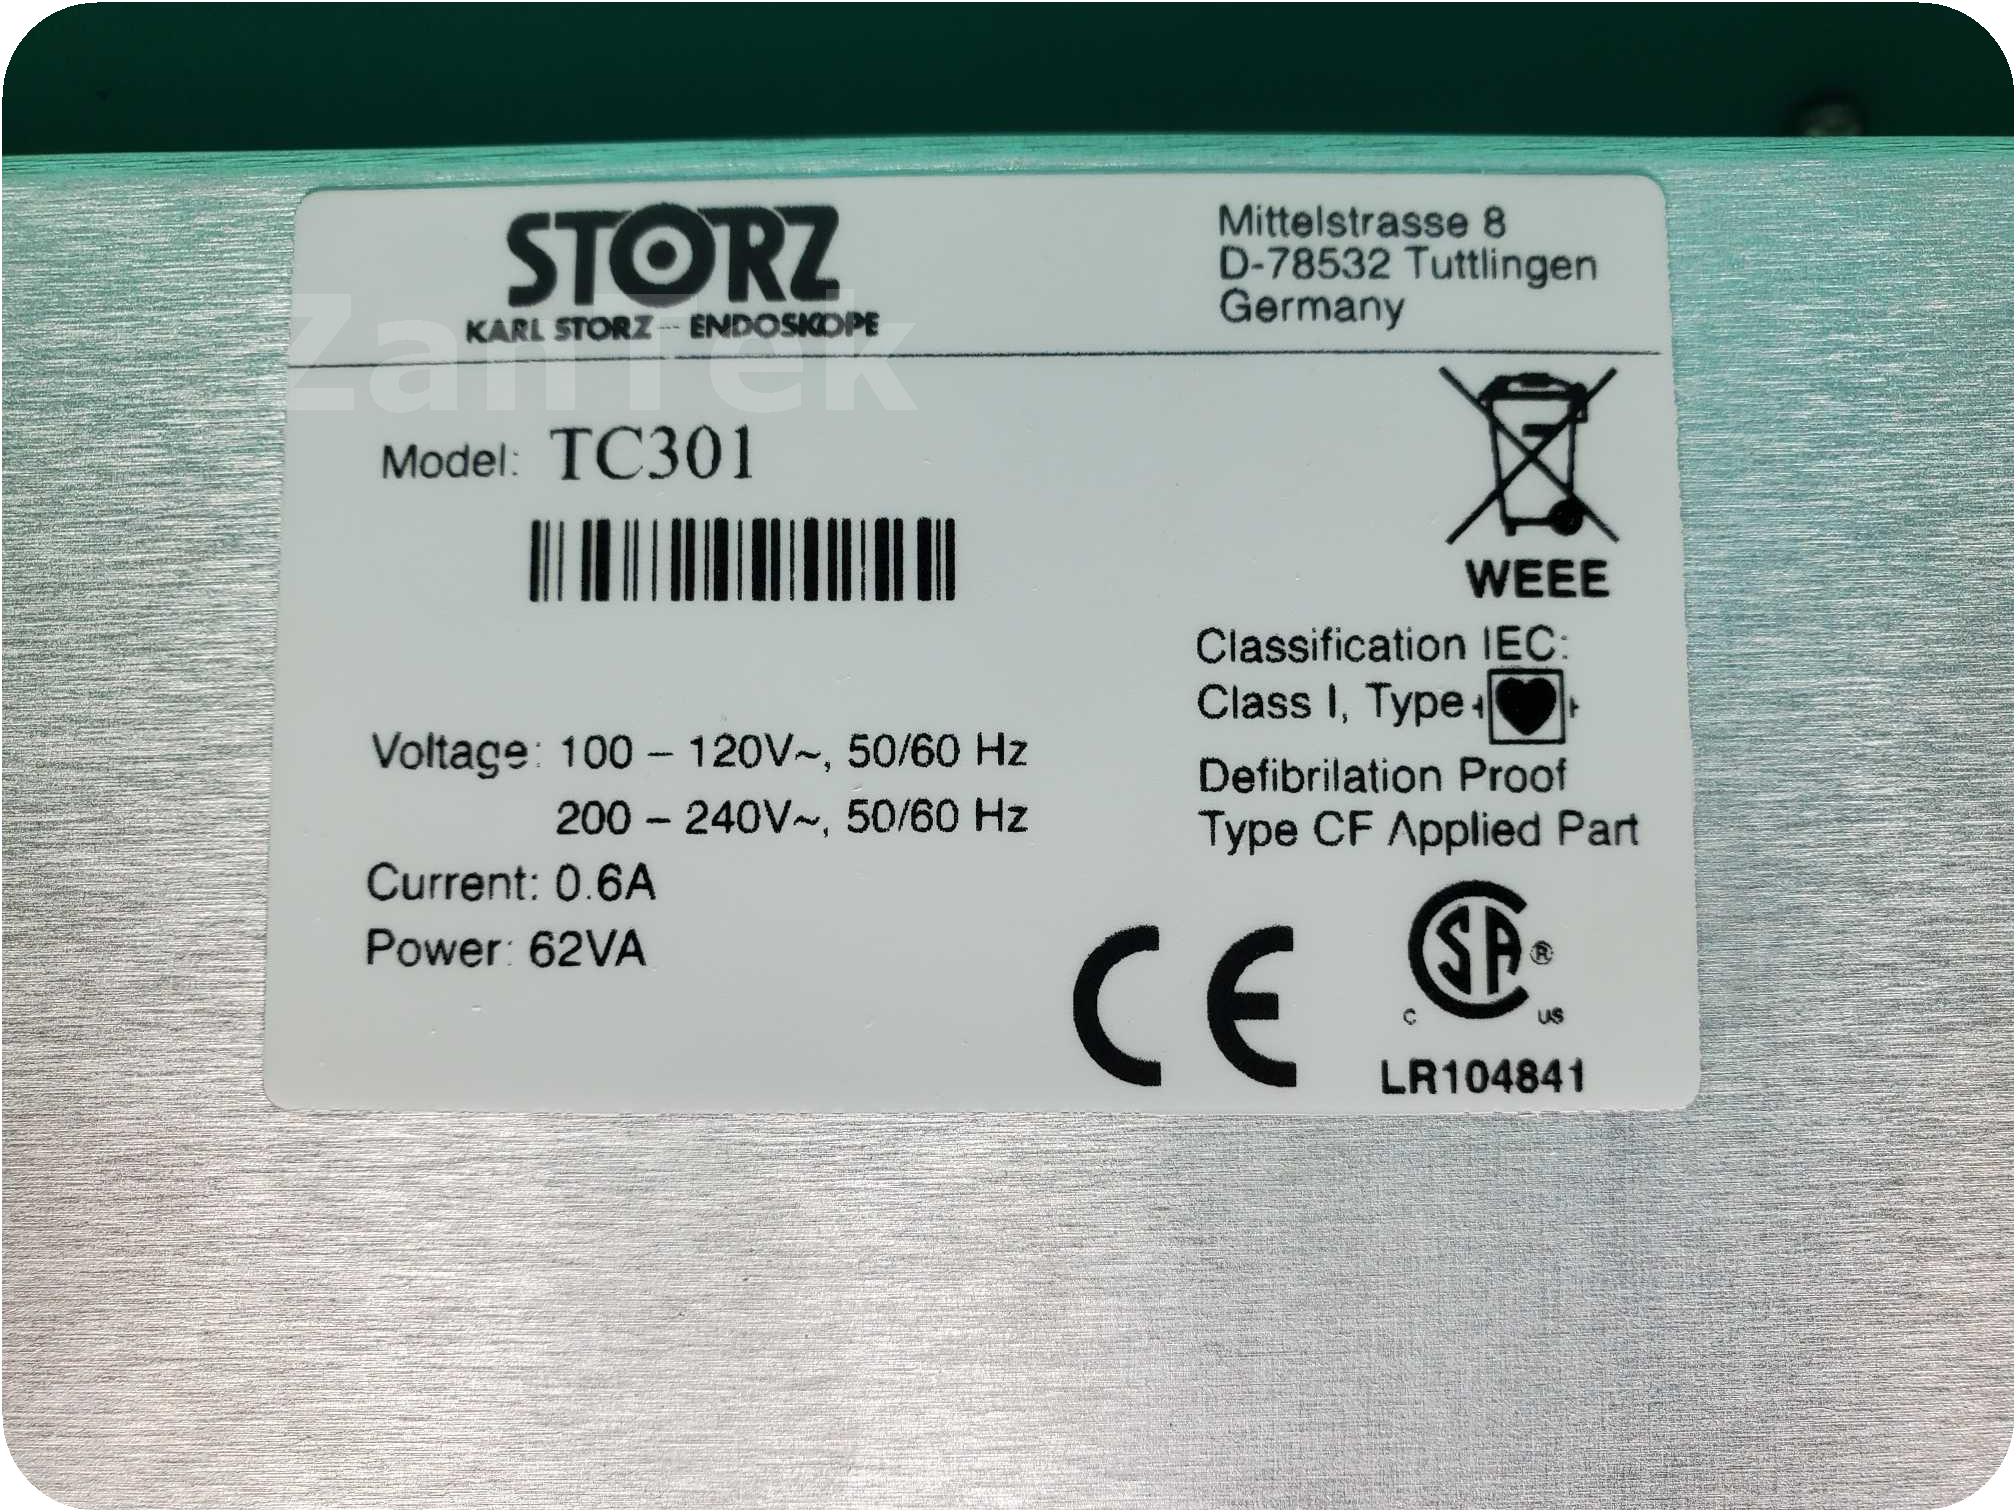 STORZ
KARL STORZ — ENDOSKOPE
Mittelstrasse 8
D-78532 Tuttlingen
Germany
ZanTek
Model: TC301
WEEE
Classification IEC:
Class I, Type
Defibrilation Proof
Type CF Applied Part
Voltage: 100 – 120V~, 50/60 Hz
200 – 240V~, 50/60 Hz
Current: 0.6A
Power: 62VA
CE
CSA ®
C US
LR104841